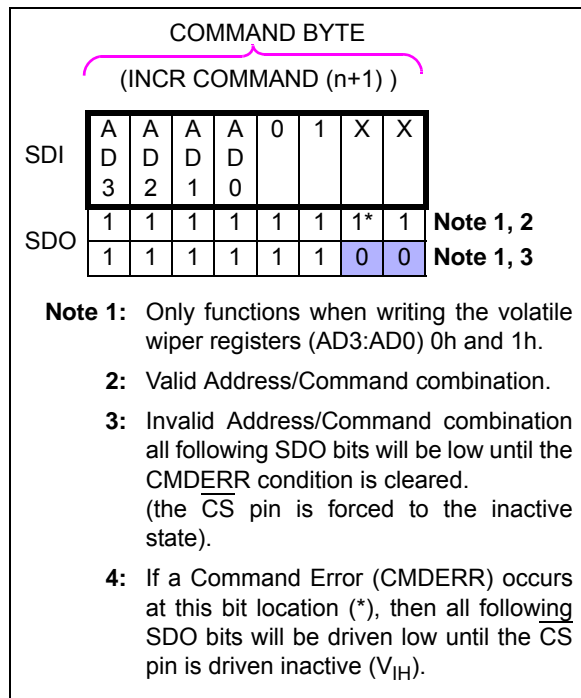 COMMAND BYTE
(INCR COMMAND (n+1) )
SDI
A A A A 0 1 X X
D D D D
3 2 1 0
SDO
1 1 1 1 1 1 1* 1 Note 1, 2
1 1 1 1 1 1 0 0 Note 1, 3
Note 1: Only functions when writing the volatile
wiper registers (AD3:AD0) 0h and 1h.
2: Valid Address/Command combination.
3: Invalid Address/Command combination
all following SDO bits will be low until the
CMDERR condition is cleared.
(the CS pin is forced to the inactive
state).
4: If a Command Error (CMDERR) occurs
at this bit location (*), then all following
SDO bits will be driven low until the CS
pin is driven inactive (VIH).